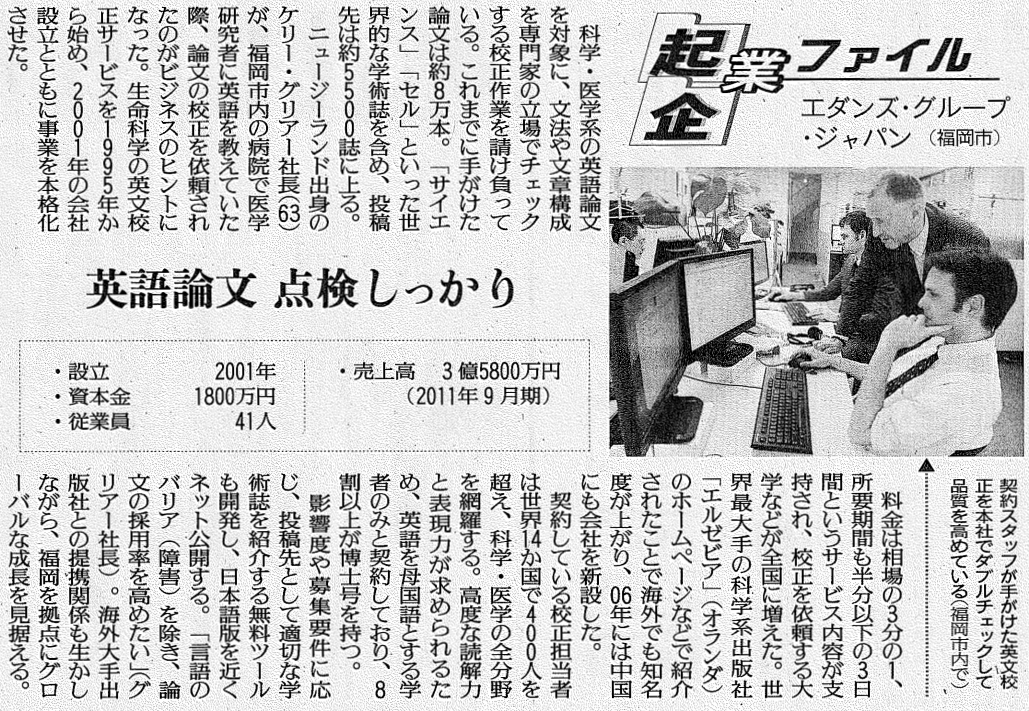 起業
企
ファイル
エダンズ・グループ
・ジャパン（福岡市）
科学・医学系の英語論文
を対象に、文法や文章構成
を専門家の立場でチェック
する校正作業を請け負って
いる。これまでに手がけた
論文は約8万本。「サイエ
ンス」「セル」といった世
界的な学術誌を含め、投稿
先は約5500誌に上る。
ニュージーランド出身の
ケリー・グリアー社長(63)
が、福岡市内の病院で医学
研究者に英語を教えていた
際、論文の校正を依頼され
たのがビジネスのヒントに
なった。生命科学の英文校
正サービスを1995年か
ら始め、2001年の会社
設立とともに事業を本格化
させた。
英語論文 点検しっかり
・設立 2001年
・資本金 1800万円
・従業員 41人
・売上高 3億5800万円
（2011年9月期）
契約スタッフが手がけた英文校
正を本社でダブルチェックして
品質を高めている(福岡市内で)
料金は相場の3分の1、
所要期間も半分以下の3日
間というサービス内容が支
持され、校正を依頼する大
学などが全国に増えた。世
界最大手の科学系出版社
「エルゼビア」（オランダ）
のホームページなどで紹介
されたことで海外でも知名
度が上がり、06年には中国
にも会社を新設した。
契約している校正担当者
は世界14か国で400人を
超え、科学・医学の全分野
を網羅する。高度な読解力
と表現力が求められるた
め、英語を母国語とする学
者のみと契約しており、8
割以上が博士号を持つ。
影響度や募集要件に応
じ、投稿先として適切な学
術誌を紹介する無料ツール
も開発し、日本語版を近く
ネット公開する。「言語の
バリア（障害）を除き、論
文の採用率を高めたい」(グ
リアー社長)。海外大手出
版社との提携関係も生かし
ながら、福岡を拠点にグロ
ーバルな成長を見据える。